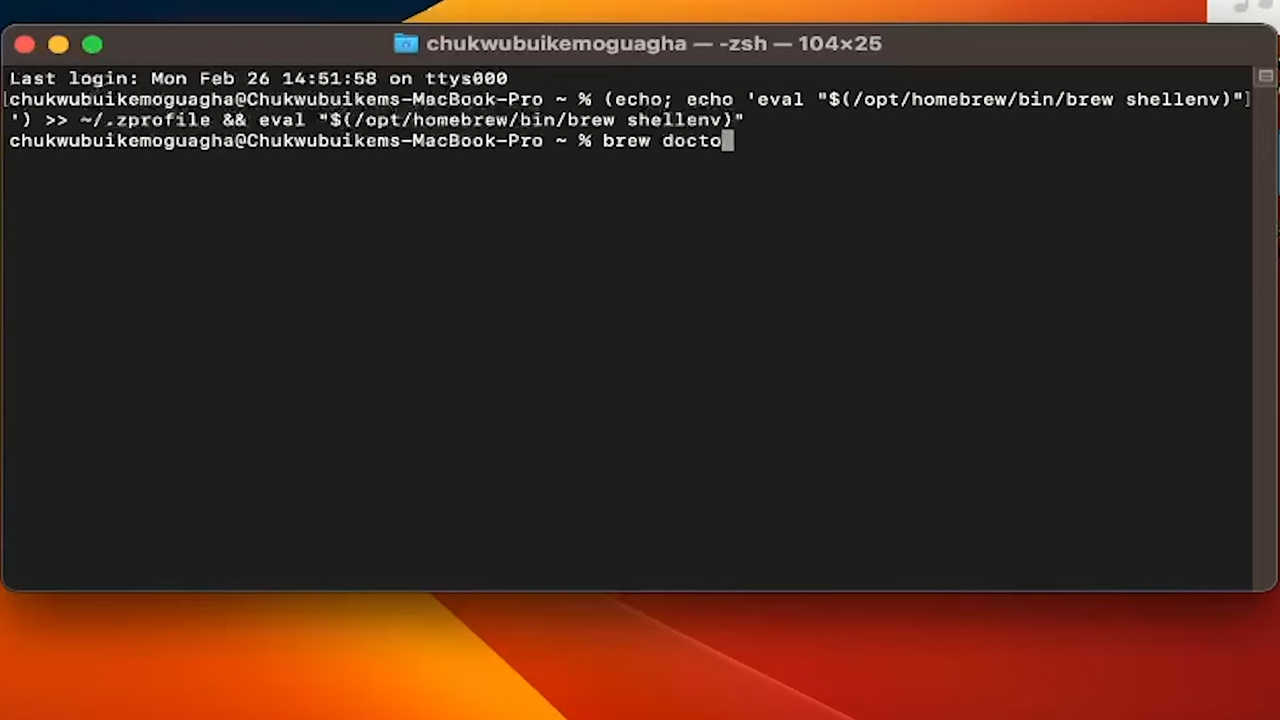 chukwubuikemoguagha — -zsh — 104×25
Last login: Mon Feb 26 14:51:58 on ttys000
[chukwubuikemoguagha@Chukwubuikems-MacBook-Pro ~ % (echo; echo 'eval "$(/opt/homebrew/bin/brew shellenv)"]
') >> ~/.zprofile && eval "$(/opt/homebrew/bin/brew shellenv)"
chukwubuikemoguagha@Chukwubuikems-MacBook-Pro ~ % brew docto